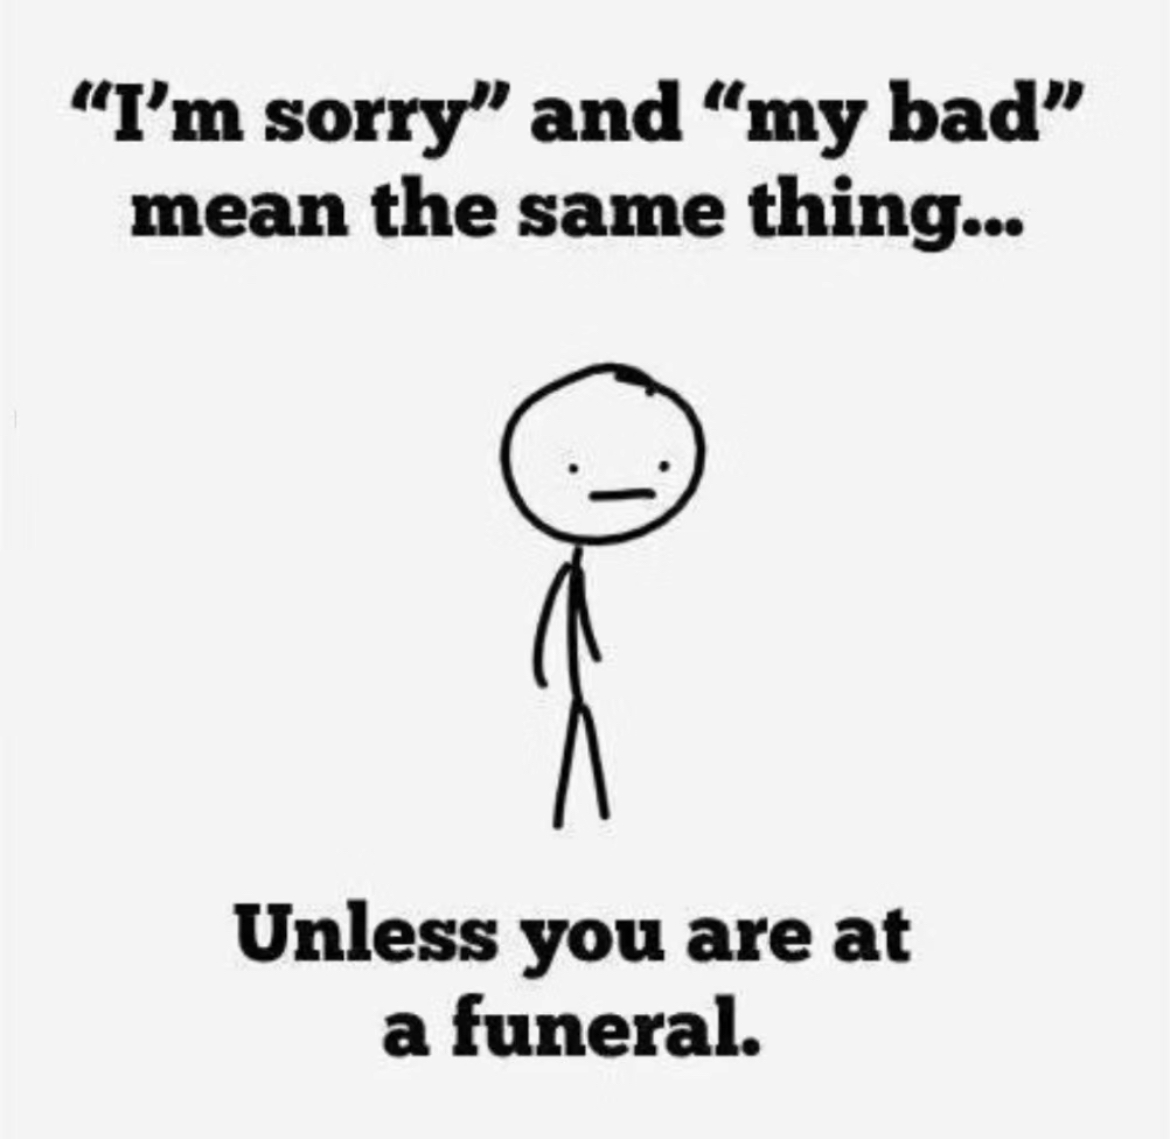 “I’m sorry” and “my bad”
mean the same thing...
Unless you are at
a funeral.